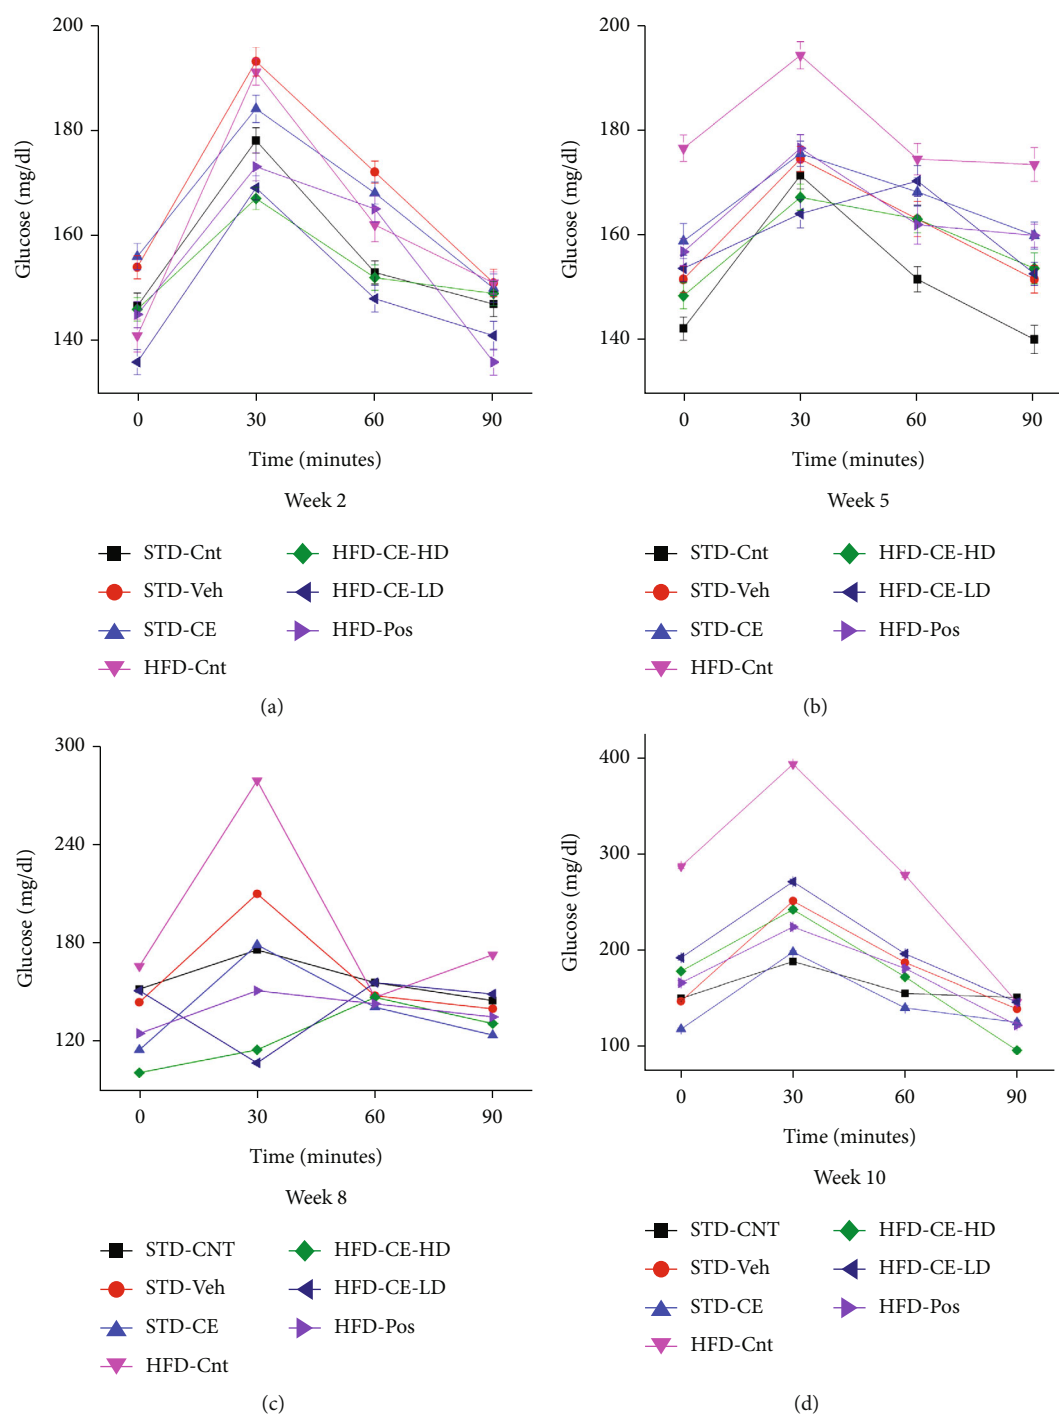 200
180
160
140
Glucose (mg/dl)
0 30 60 90
Time (minutes)
Week 2
STD-Cnt HFD-CE-HD
STD-Veh HFD-CE-LD
STD-CE HFD-Pos
HFD-Cnt
(a)
200
180
160
140
Glucose (mg/dl)
0 30 60 90
Time (minutes)
Week 5
STD-Cnt HFD-CE-HD
STD-Veh HFD-CE-LD
STD-CE HFD-Pos
HFD-Cnt
(b)
300
240
180
120
Glucose (mg/dl)
0 30 60 90
Time (minutes)
Week 8
STD-CNT HFD-CE-HD
STD-Veh HFD-CE-LD
STD-CE HFD-Pos
HFD-Cnt
(c)
400
300
200
100
Glucose (mg/dl)
0 30 60 90
Time (minutes)
Week 10
STD-CNT HFD-CE-HD
STD-Veh HFD-CE-LD
STD-CE HFD-Pos
HFD-Cnt
(d)